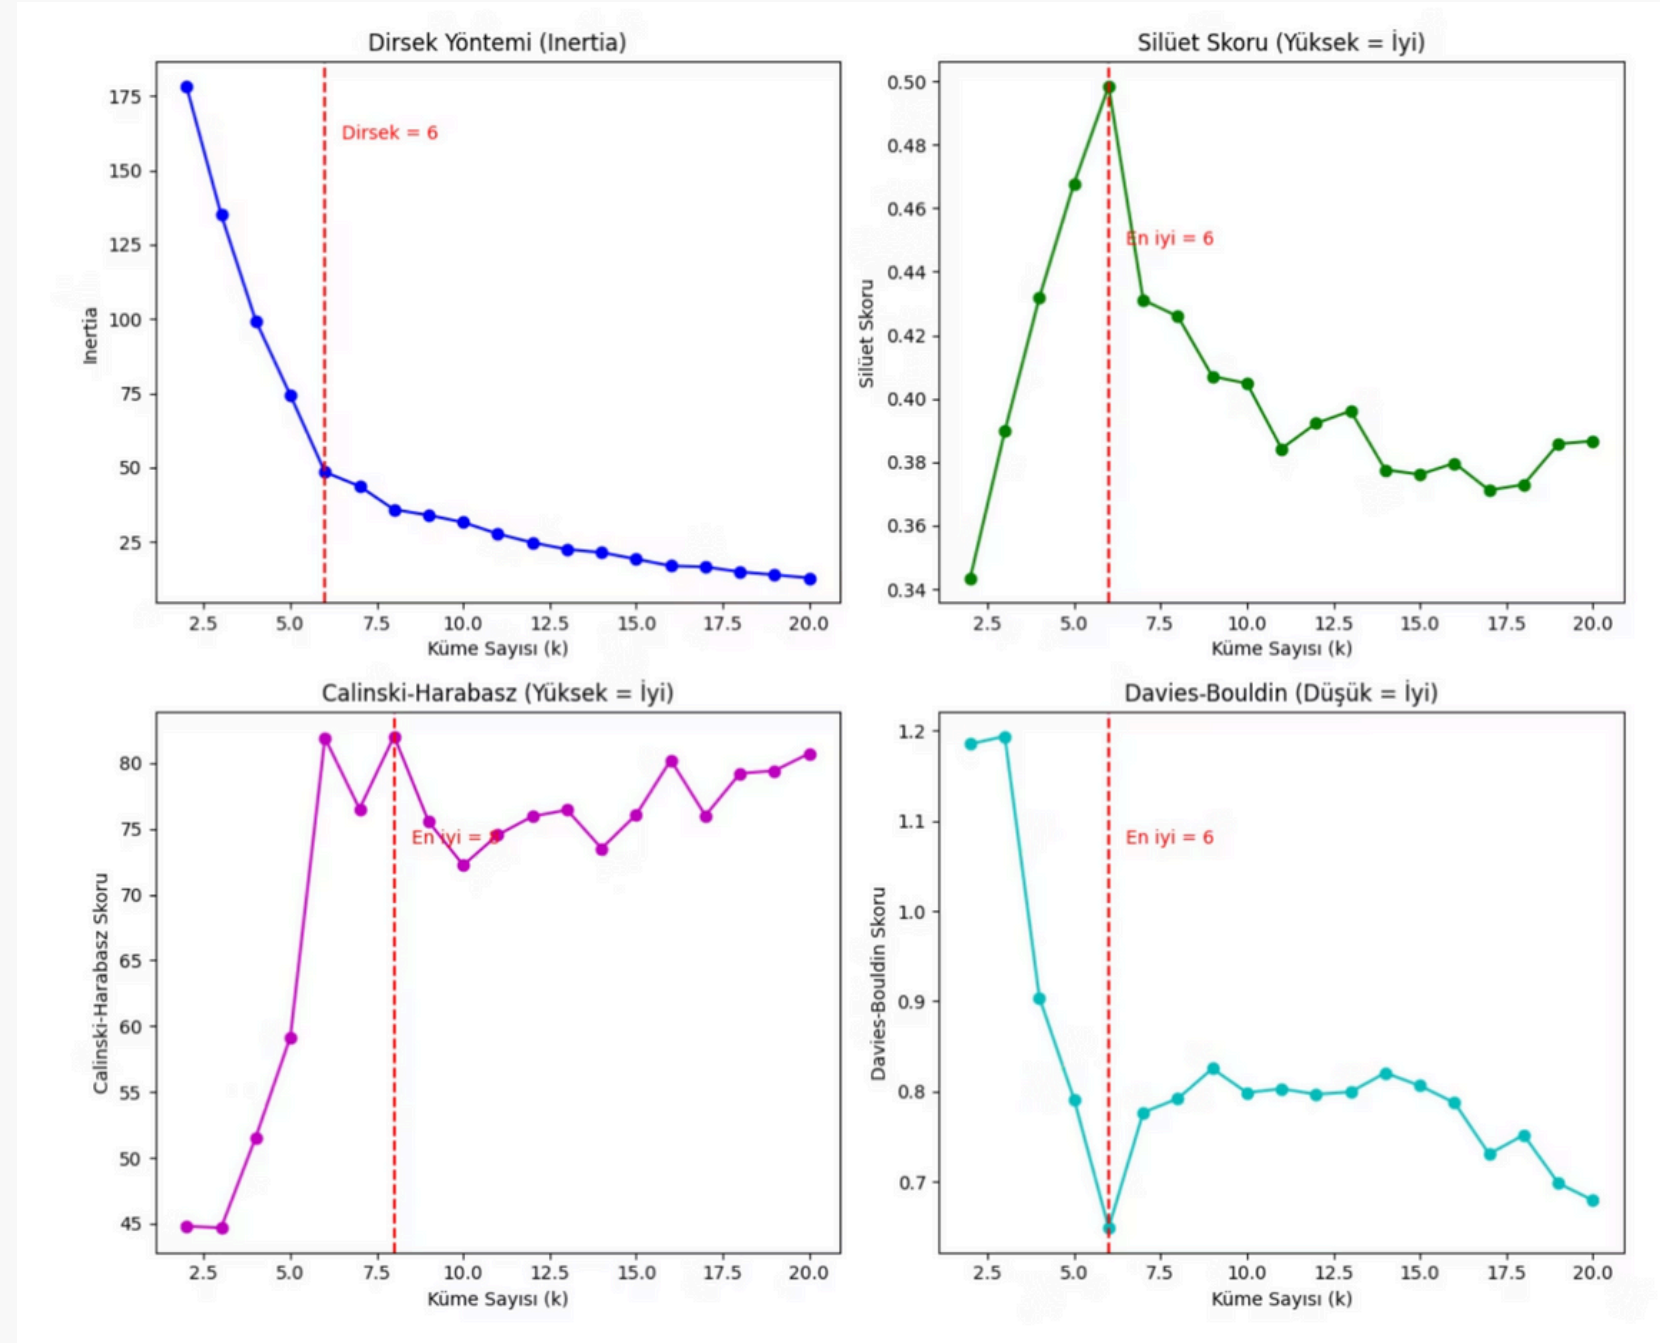 Dirsek Yöntemi (Inertia)
175
150
125
100
75
50
25
Inertia
Dirsek = 6
2.5 5.0 7.5 10.0 12.5 15.0 17.5 20.0
Küme Sayısı (k)
Silüet Skoru (Yüksek = İyi)
0.50
0.48
0.46
0.44
0.42
0.40
0.38
0.36
0.34
Silüet Skoru
En iyi = 6
2.5 5.0 7.5 10.0 12.5 15.0 17.5 20.0
Küme Sayısı (k)
Calinski-Harabasz (Yüksek = İyi)
80
75
70
65
60
55
50
45
Calinski-Harabasz Skoru
En iyi =
2.5 5.0 7.5 10.0 12.5 15.0 17.5 20.0
Küme Sayısı (k)
Davies-Bouldin (Düşük = İyi)
1.2
1.1
1.0
0.9
0.8
0.7
Davies-Bouldin Skoru
En iyi = 6
2.5 5.0 7.5 10.0 12.5 15.0 17.5 20.0
Küme Sayısı (k)